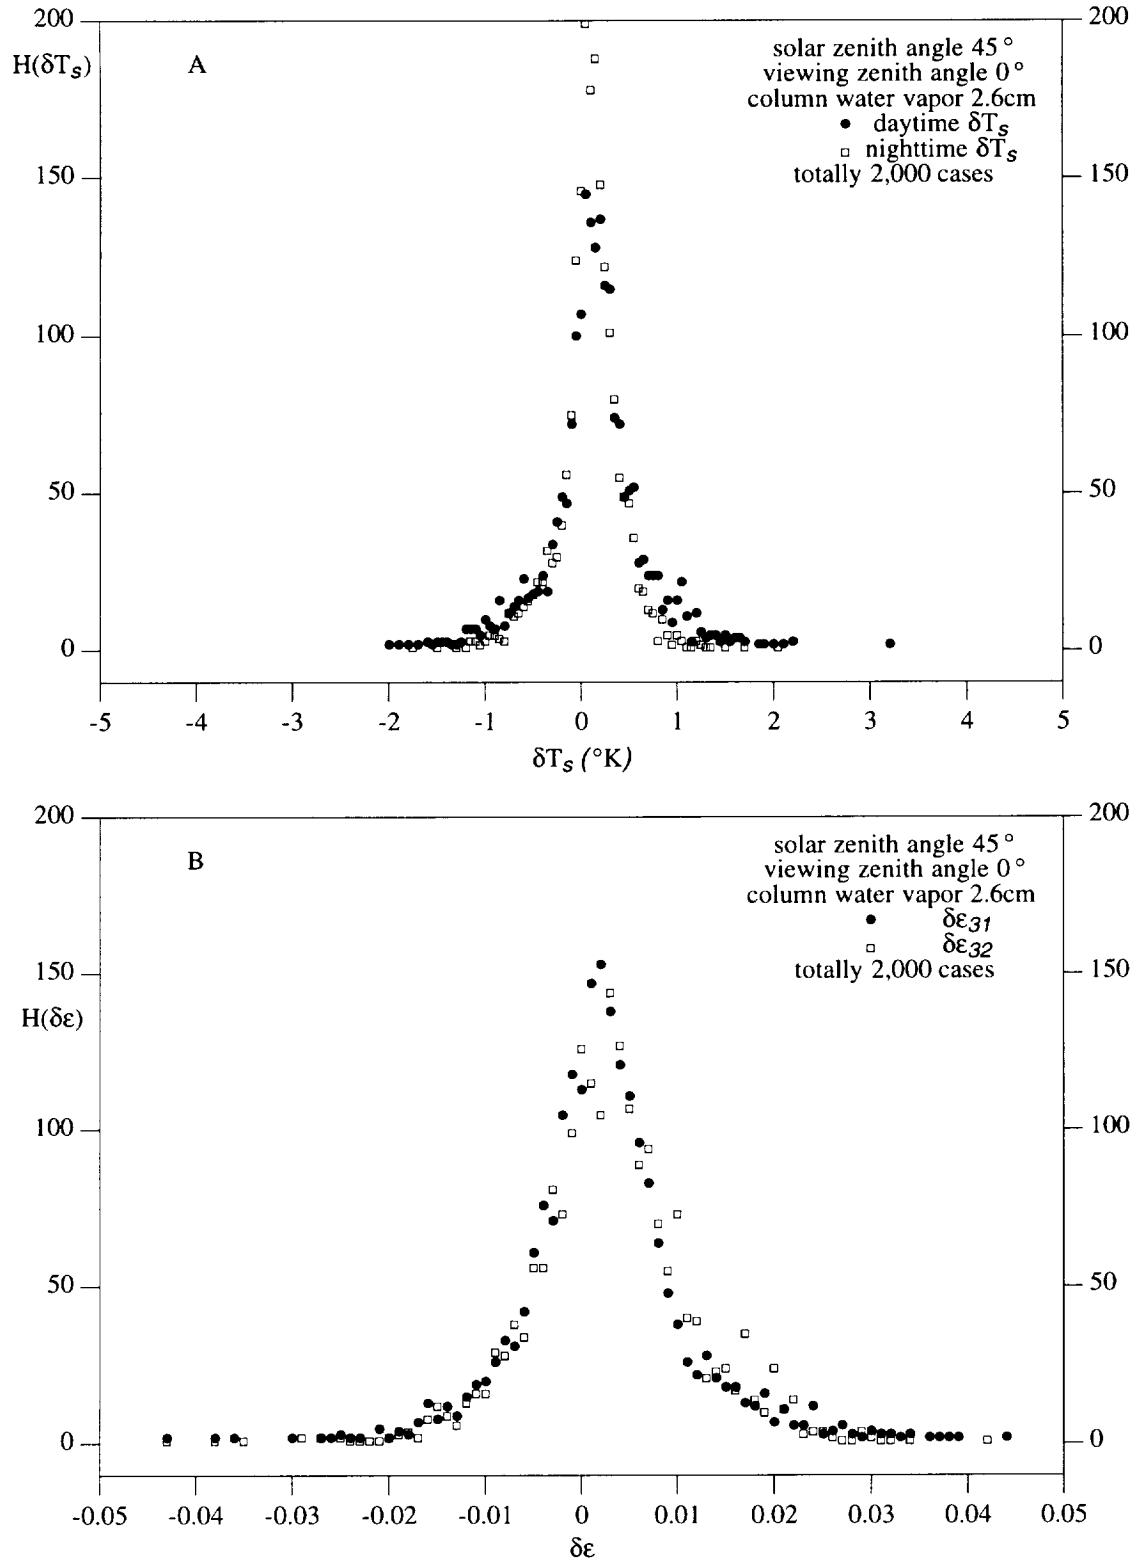 200
200
H(δTₛ)
A
solar zenith angle 45°
viewing zenith angle 0°
column water vapor 2.6cm
daytime δTₛ
nighttime δTₛ
totally 2,000 cases
150
150
100
100
50
50
0
0
-5 -4 -3 -2 -1 0 1 2 3 4 5
δTₛ (°K)
200
200
B
solar zenith angle 45°
viewing zenith angle 0°
column water vapor 2.6cm
δε₃₁
δε₃₂
totally 2,000 cases
150
150
H(δε)
100
100
50
50
0
0
-0.05 -0.04 -0.03 -0.02 -0.01 0 0.01 0.02 0.03 0.04 0.05
δε